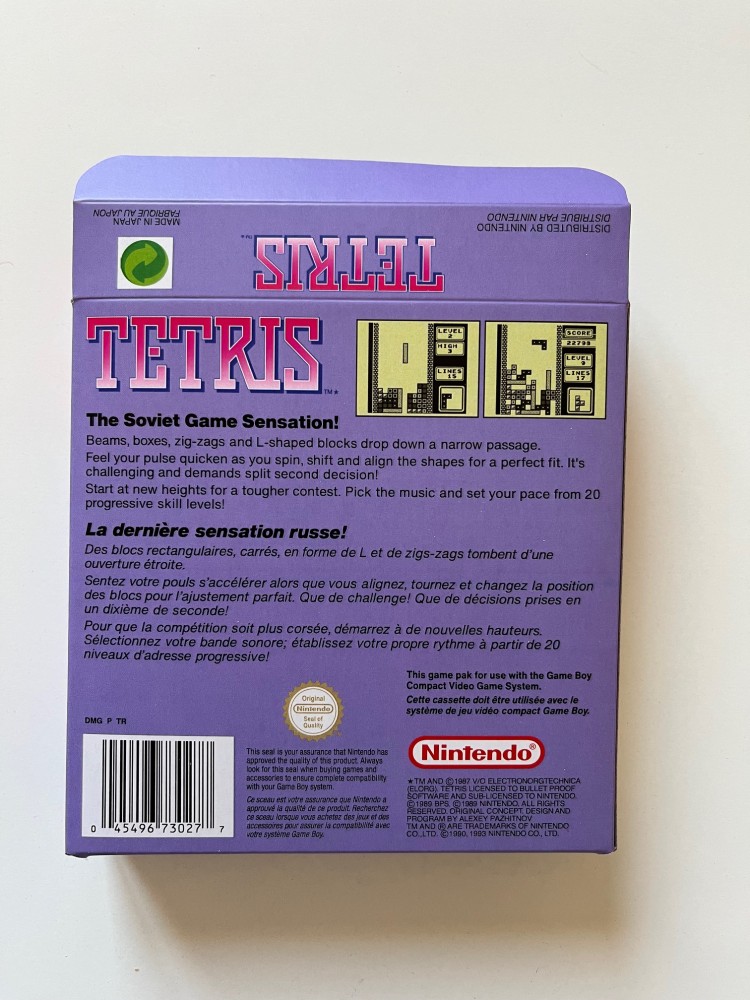 MADE IN JAPAN
FABRIQUE AU JAPON
DISTRIBUTED BY NINTENDO
DISTRIBUE PAR NINTENDO
TETRIS™
TETRIS™*
LEVEL
2
HIGH
3
LINES
15
SCORE
22798
LEVEL
9
LINES
17
The Soviet Game Sensation!
Beams, boxes, zig-zags and L-shaped blocks drop down a narrow passage.
Feel your pulse quicken as you spin, shift and align the shapes for a perfect fit. It's
challenging and demands split second decision!
Start at new heights for a tougher contest. Pick the music and set your pace from 20
progressive skill levels!
La dernière sensation russe!
Des blocs rectangulaires, carrés, en forme de L et de zigs-zags tombent d'une
ouverture étroite.
Sentez votre pouls s'accélérer alors que vous alignez, tournez et changez la position
des blocs pour l'ajustement parfait. Que de challenge! Que de décisions prises en
un dixième de seconde!
Pour que la compétition soit plus corsée, démarrez à de nouvelles hauteurs.
Sélectionnez votre bande sonore; établissez votre propre rythme à partir de 20
niveaux d'adresse progressive!
This game pak for use with the Game Boy
Compact Video Game System.
Cette cassette doit être utilisée avec le
système de jeu vidéo compact Game Boy.
DMG P TR
Original
Nintendo
Seal of
Quality
This seal is your assurance that Nintendo has
approved the quality of this product. Always
look for this seal when buying games and
accessories to ensure complete compatibility
with your Game Boy system.
Ce sceau est votre assurance que Nintendo a
approuvé la qualité de ce produit. Recherchez
ce sceau lorsque vous achetez des jeux et des
accessoires pour assurer la compatibilité avec
votre système Game Boy.
Nintendo®
★TM AND ©1987 V/O ELECTRONORGTECHNICA
(ELORG). TETRIS LICENSED TO BULLET PROOF
SOFTWARE AND SUB-LICENSED TO NINTENDO.
©1989 BPS. ©1989 NINTENDO. ALL RIGHTS
RESERVED. ORIGINAL CONCEPT, DESIGN AND
PROGRAM BY ALEXEY PAZHITNOV.
TM AND ® ARE TRADEMARKS OF NINTENDO
CO., LTD. ©1990, 1993 NINTENDO CO., LTD.
0 45496 73027 7